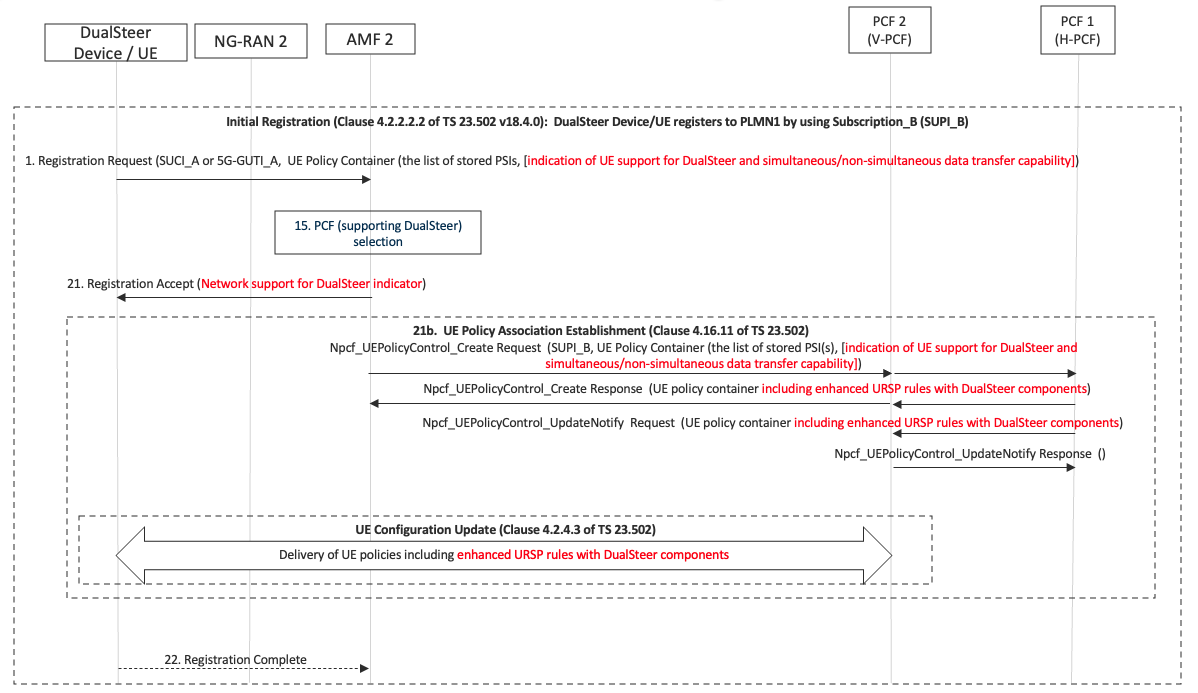 DualSteer
Device / UE
NG-RAN 2
AMF 2
PCF 2
(V-PCF)
PCF 1
(H-PCF)
Initial Registration (Clause 4.2.2.2.2 of TS 23.502 v18.4.0):  DualSteer Device/UE registers to PLMN1 by using Subscription_B (SUPI_B)
1. Registration Request (SUCI_A or 5G-GUTI_A,  UE Policy Container (the list of stored PSIs, [indication of UE support for DualSteer and simultaneous/non-simultaneous data transfer capability])
15. PCF (supporting DualSteer)
selection
21. Registration Accept (Network support for DualSteer indicator)
21b.  UE Policy Association Establishment (Clause 4.16.11 of TS 23.502)
Npcf_UEPolicyControl_Create Request  (SUPI_B, UE Policy Container (the list of stored PSI(s), [indication of UE support for DualSteer and
simultaneous/non-simultaneous data transfer capability])
Npcf_UEPolicyControl_Create Response  (UE policy container including enhanced URSP rules with DualSteer components)
Npcf_UEPolicyControl_UpdateNotify  Request  (UE policy container including enhanced URSP rules with DualSteer components)
Npcf_UEPolicyControl_UpdateNotify Response  ()
UE Configuration Update (Clause 4.2.4.3 of TS 23.502)
Delivery of UE policies including enhanced URSP rules with DualSteer components
22. Registration Complete